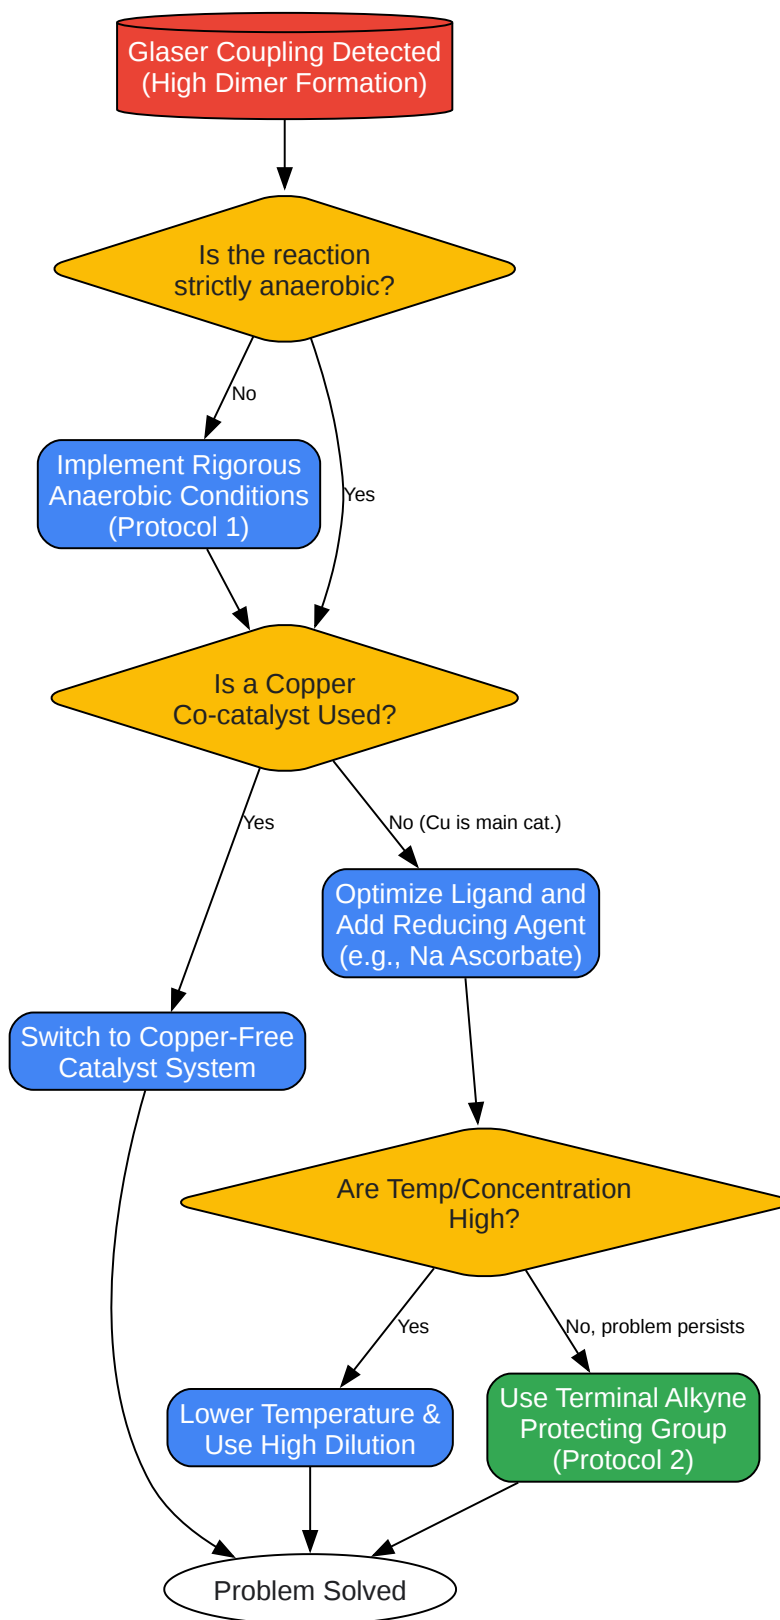 Glaser Coupling Detected
(High Dimer Formation)
Is the reaction
strictly anaerobic?
No
Implement Rigorous
Anaerobic Conditions
(Protocol 1)
Yes
Is a Copper
Co-catalyst Used?
Yes
No (Cu is main cat.)
Optimize Ligand and
Add Reducing Agent
(e.g., Na Ascorbate)
Switch to Copper-Free
Catalyst System
Are Temp/Concentration
High?
Yes
No, problem persists
Lower Temperature &
Use High Dilution
Use Terminal Alkyne
Protecting Group
(Protocol 2)
Problem Solved